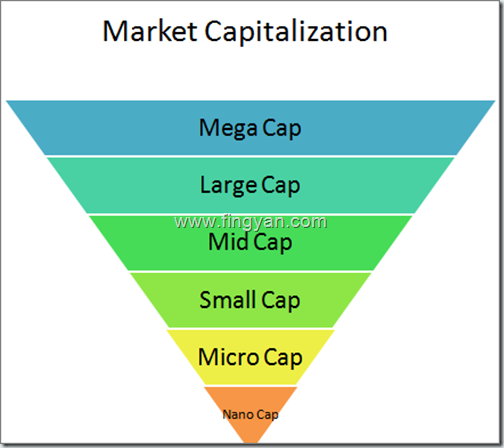 Market Capitalization
Mega Cap
Large Cap
www.fingyan.com
Mid Cap
Small Cap
Micro Cap
Nano Cap